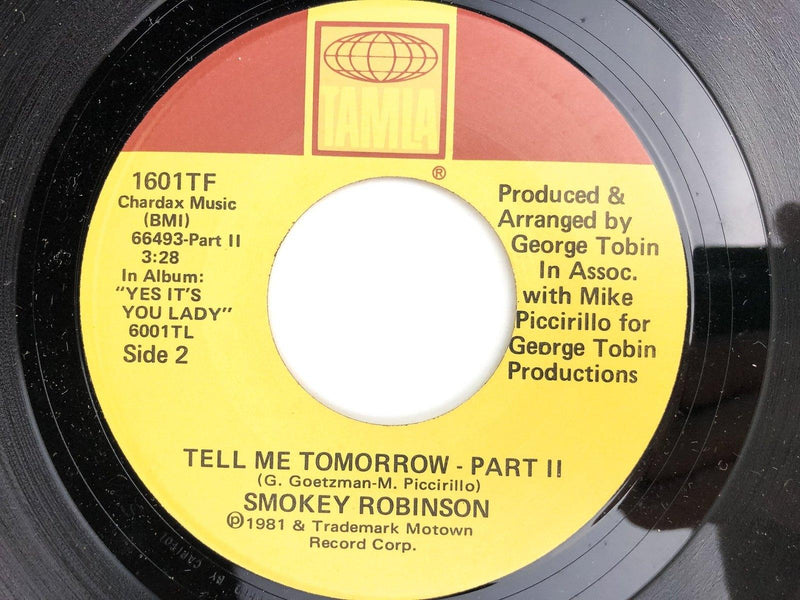 TAMLA
®
1601TF
Chardax Music
(BMI)
66493-Part II
3:28
In Album:
"YES IT'S
YOU LADY"
6001TL
Side 2
Produced &
Arranged by
George Tobin
In Assoc.
with Mike
Piccirillo for
George Tobin
Productions
TELL ME TOMORROW - PART II
(G. Goetzman-M. Piccirillo)
SMOKEY ROBINSON
℗1981 & Trademark Motown
Record Corp.
BY CAPITOL